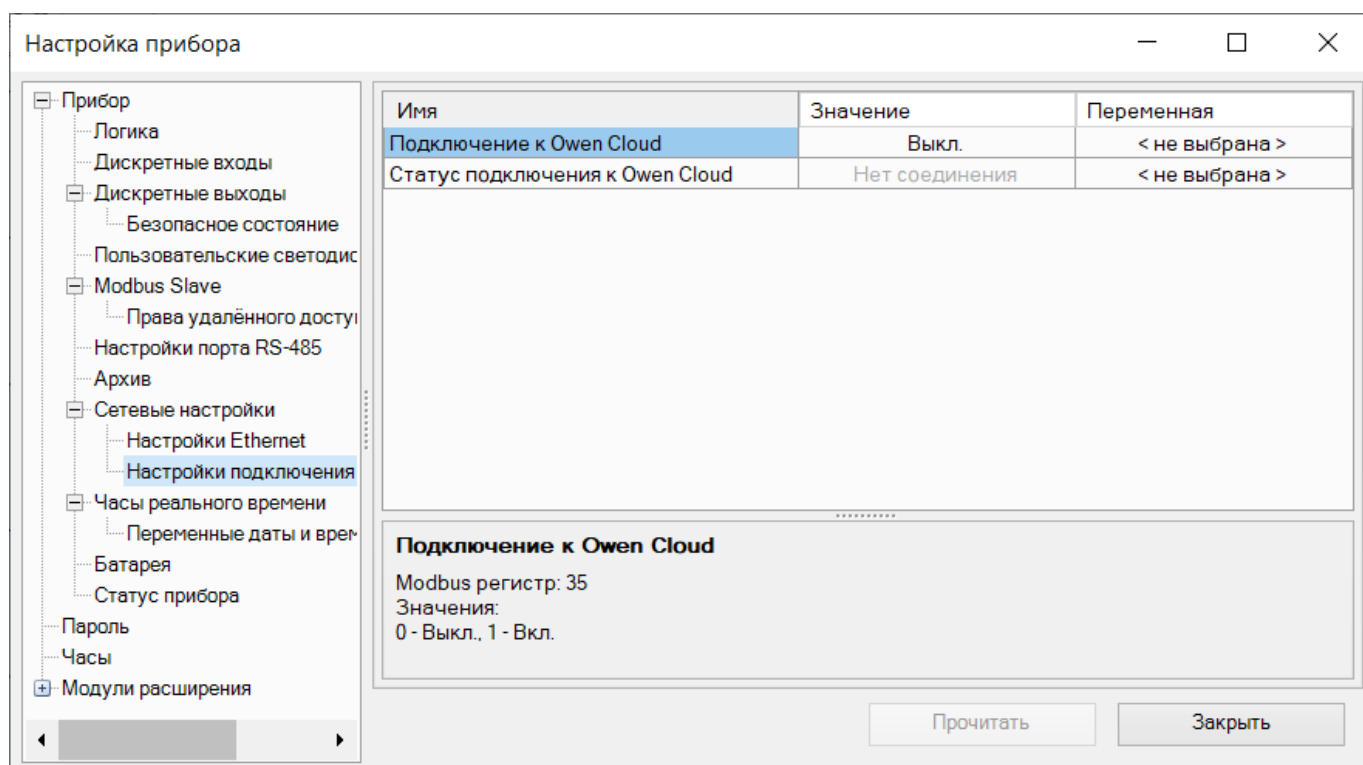 Настройка прибора
Прибор
Логика
Дискретные входы
Дискретные выходы
Безопасное состояние
Пользовательские светодис
Modbus Slave
Права удалённого досту
Настройки порта RS-485
Архив
Сетевые настройки
Настройки Ethernet
Настройки подключения
Часы реального времени
Переменные даты и врем
Батарея
Статус прибора
Пароль
Часы
Модули расширения
Имя Значение Переменная
Подключение к Owen Cloud Выкл. < не выбрана >
Статус подключения к Owen Cloud Нет соединения < не выбрана >
Подключение к Owen Cloud
Modbus регистр: 35
Значения:
0 - Выкл., 1 - Вкл.
Прочитать Закрыть